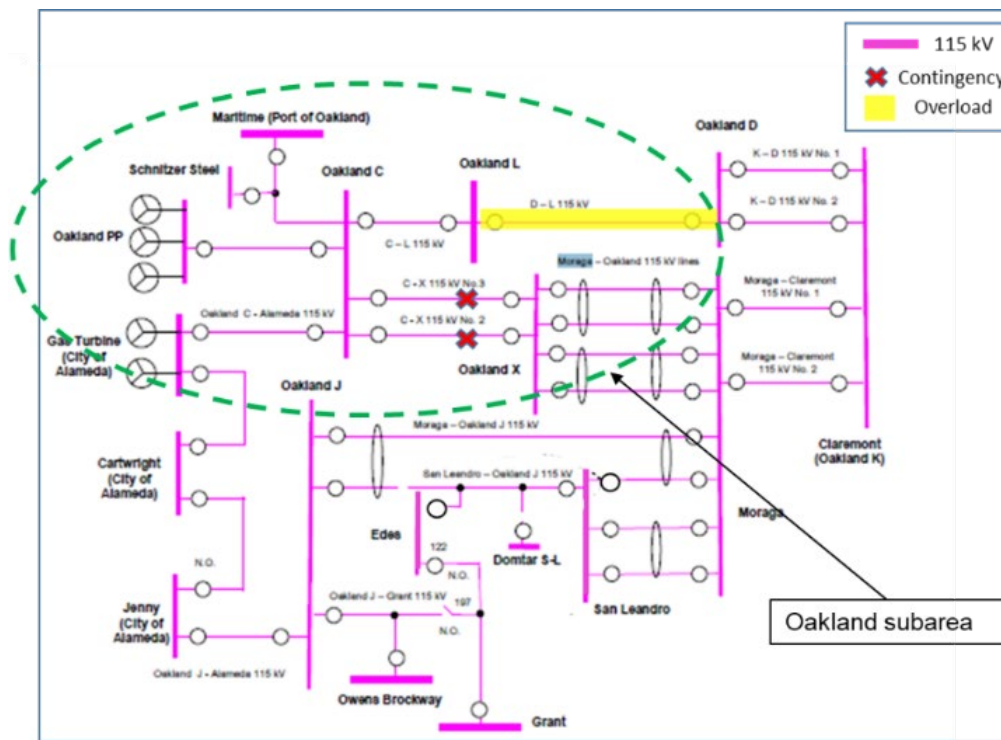 115 kV
Contingency
Overload
Maritime (Port of Oakland)
Oakland D
Schnitzer Steel
Oakland C
Oakland L
K – D 115 kV No. 1
K – D 115 kV No. 2
D – L 115 kV
Oakland PP
C – L 115 kV
Moraga – Oakland 115 kV lines
C - X 115 kV No.3
Moraga – Claremont
115 kV No. 1
Oakland C - Alameda 115 kV
C – X 115 kV No. 2
Gas Turbine
(City of
Alameda)
Oakland X
Moraga – Claremont
115 kV No. 2
Oakland J
Moraga – Oakland J 115 kV
Claremont
(Oakland K)
Cartwright
(City of
Alameda)
San Leandro – Oakland J 115 kV
Moraga
Edes
122
N.O.
Domtar S-L
N.O.
Jenny
(City of
Alameda)
Oakland J – Grant 115 kV
197
N.O.
San Leandro
Oakland subarea
Oakland J - Alameda 115 kV
Owens Brockway
Grant